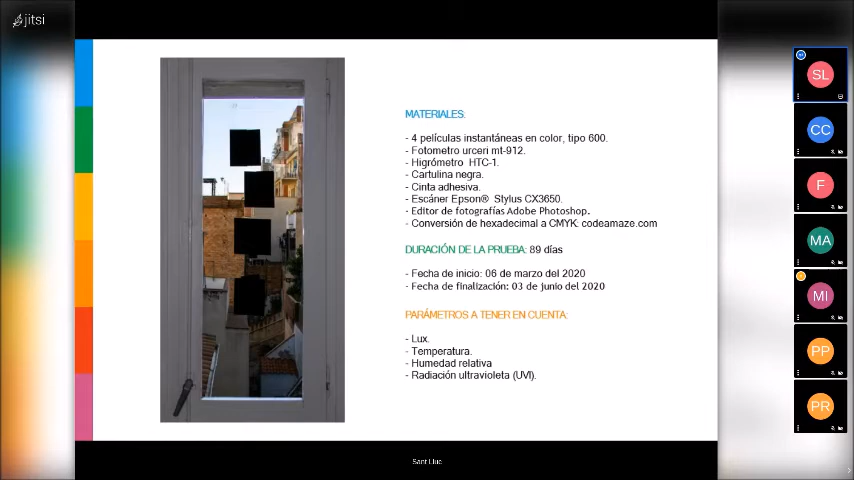 jitsi
MATERIALES:
- 4 películas instantáneas en color, tipo 600.
- Fotometro urceri mt-912.
- Higrómetro HTC-1.
- Cartulina negra.
- Cinta adhesiva.
- Escáner Epson® Stylus CX3650.
- Editor de fotografías Adobe Photoshop.
- Conversión de hexadecimal a CMYK: codeamaze.com
DURACIÓN DE LA PRUEBA: 89 días
- Fecha de inicio: 06 de marzo del 2020
- Fecha de finalización: 03 de junio del 2020
PARÁMETROS A TENER EN CUENTA:
- Lux.
- Temperatura.
- Humedad relativa
- Radiación ultravioleta (UVI).
SL
CC
F
MA
MI
PP
PR
Sant Lluc